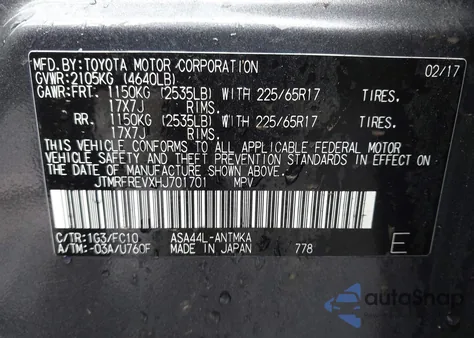 MFD.BY:TOYOTA MOTOR CORPORATION 02/17
GVWR:2105KG (4640LB)
GAWR:FRT. 1150KG (2535LB) WITH 225/65R17 TIRES.
17X7J RIMS.
RR. 1150KG (2535LB) WITH 225/65R17 TIRES.
17X7J RIMS.
THIS VEHICLE CONFORMS TO ALL APPLICABLE FEDERAL MOTOR
VEHICLE SAFETY AND THEFT PREVENTION STANDARDS IN EFFECT ON
THE DATE OF MANUFACTURE SHOWN ABOVE.
JTMRFREVXHJ701701 MPV
C/TR:1G3/FC10 ASA44L-ANTMKA
A/TM:-03A/U760F MADE IN JAPAN 778 E
autoSnap